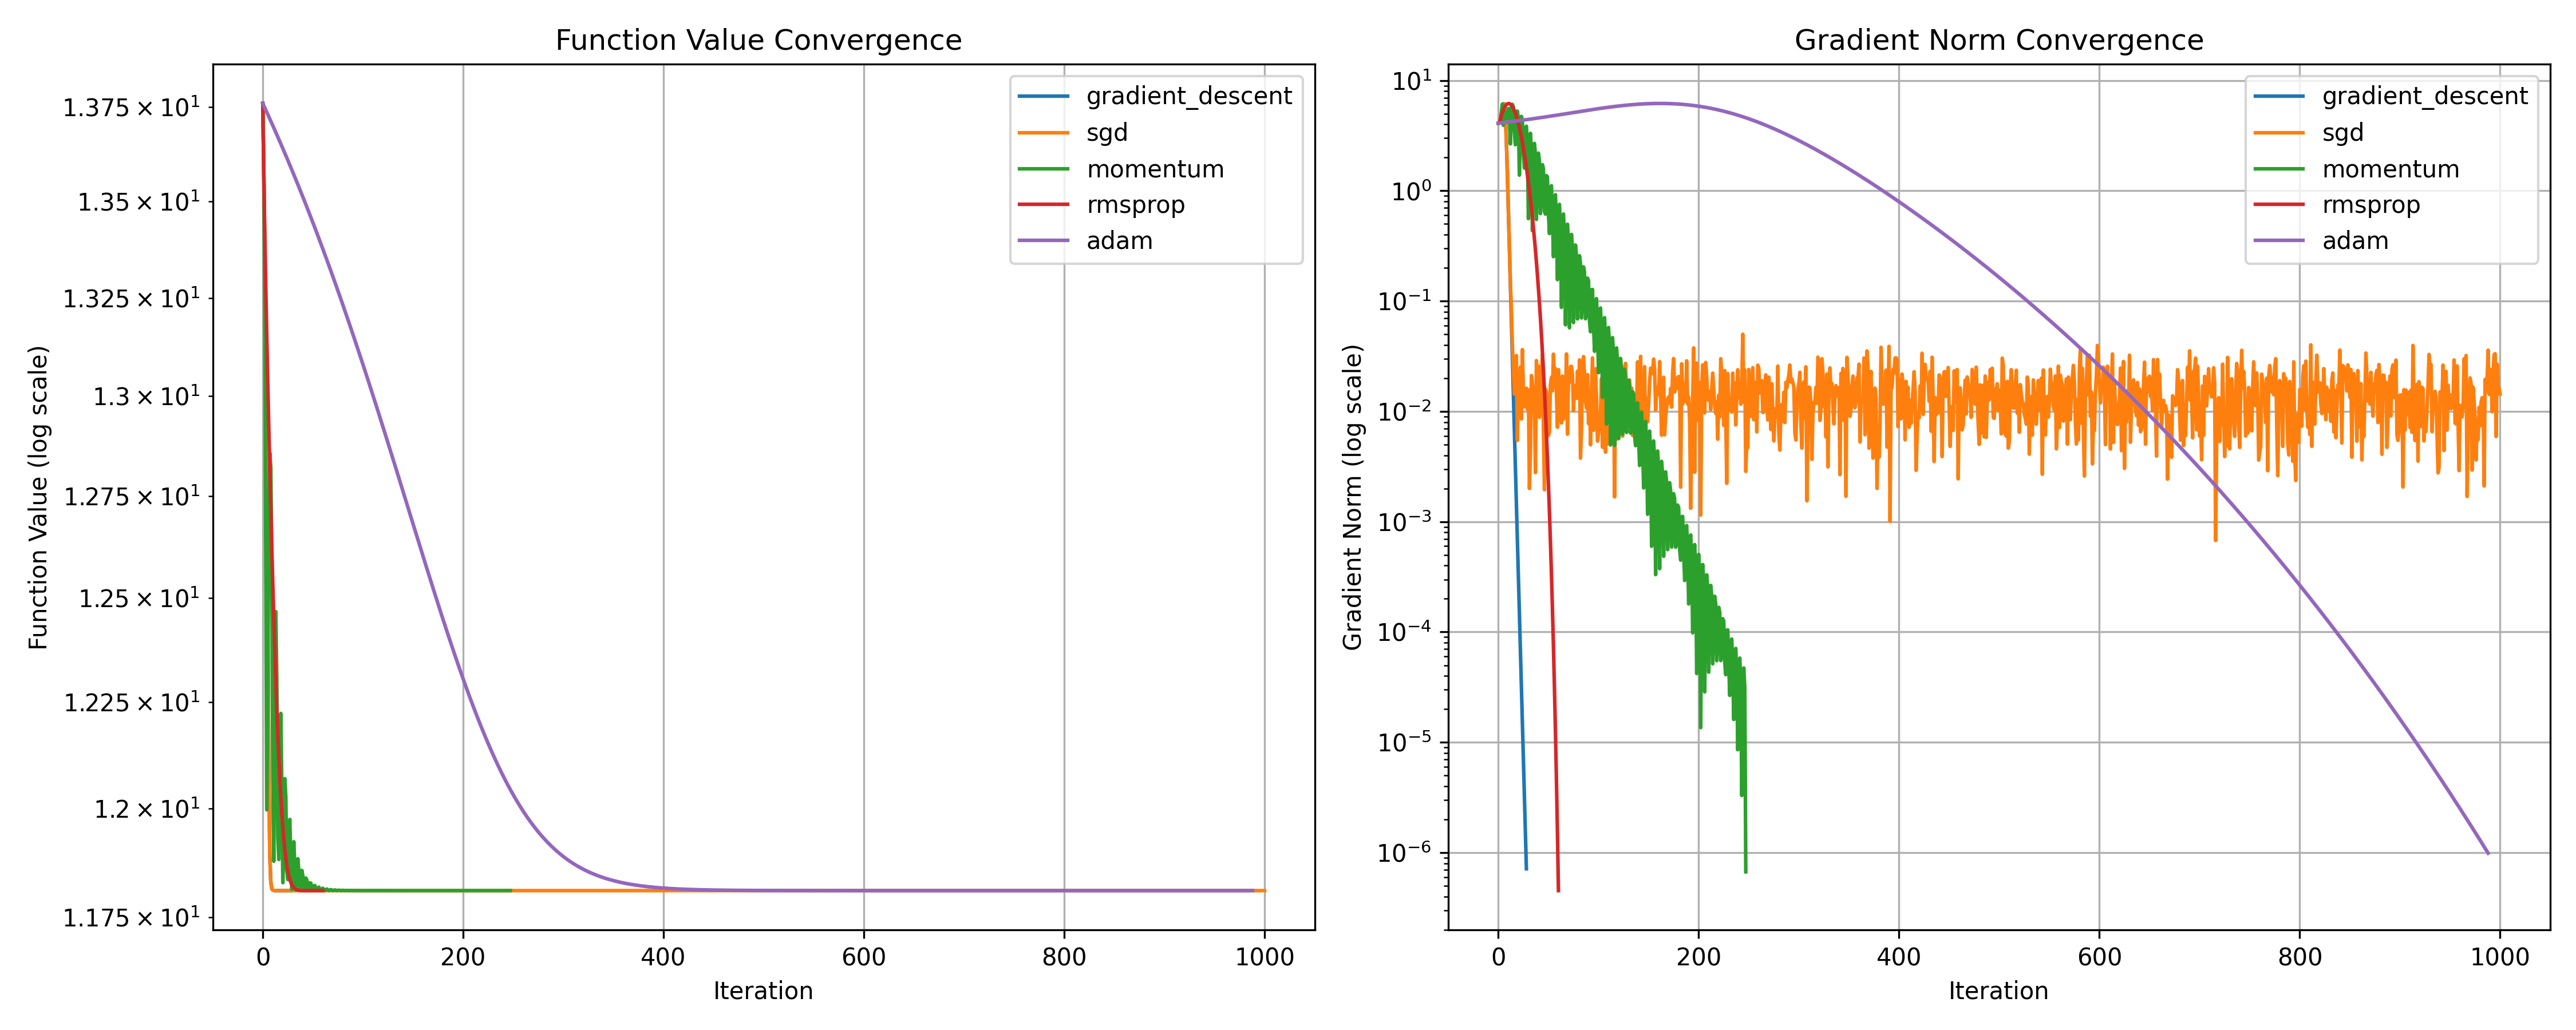 Function Value Convergence
Function Value (log scale)
1.375 × 10¹
1.35 × 10¹
1.325 × 10¹
1.3 × 10¹
1.275 × 10¹
1.25 × 10¹
1.225 × 10¹
1.2 × 10¹
1.175 × 10¹
0 200 400 600 800 1000
Iteration
gradient_descent
sgd
momentum
rmsprop
adam
Gradient Norm Convergence
Gradient Norm (log scale)
10¹
10⁰
10⁻¹
10⁻²
10⁻³
10⁻⁴
10⁻⁵
10⁻⁶
0 200 400 600 800 1000
Iteration
gradient_descent
sgd
momentum
rmsprop
adam